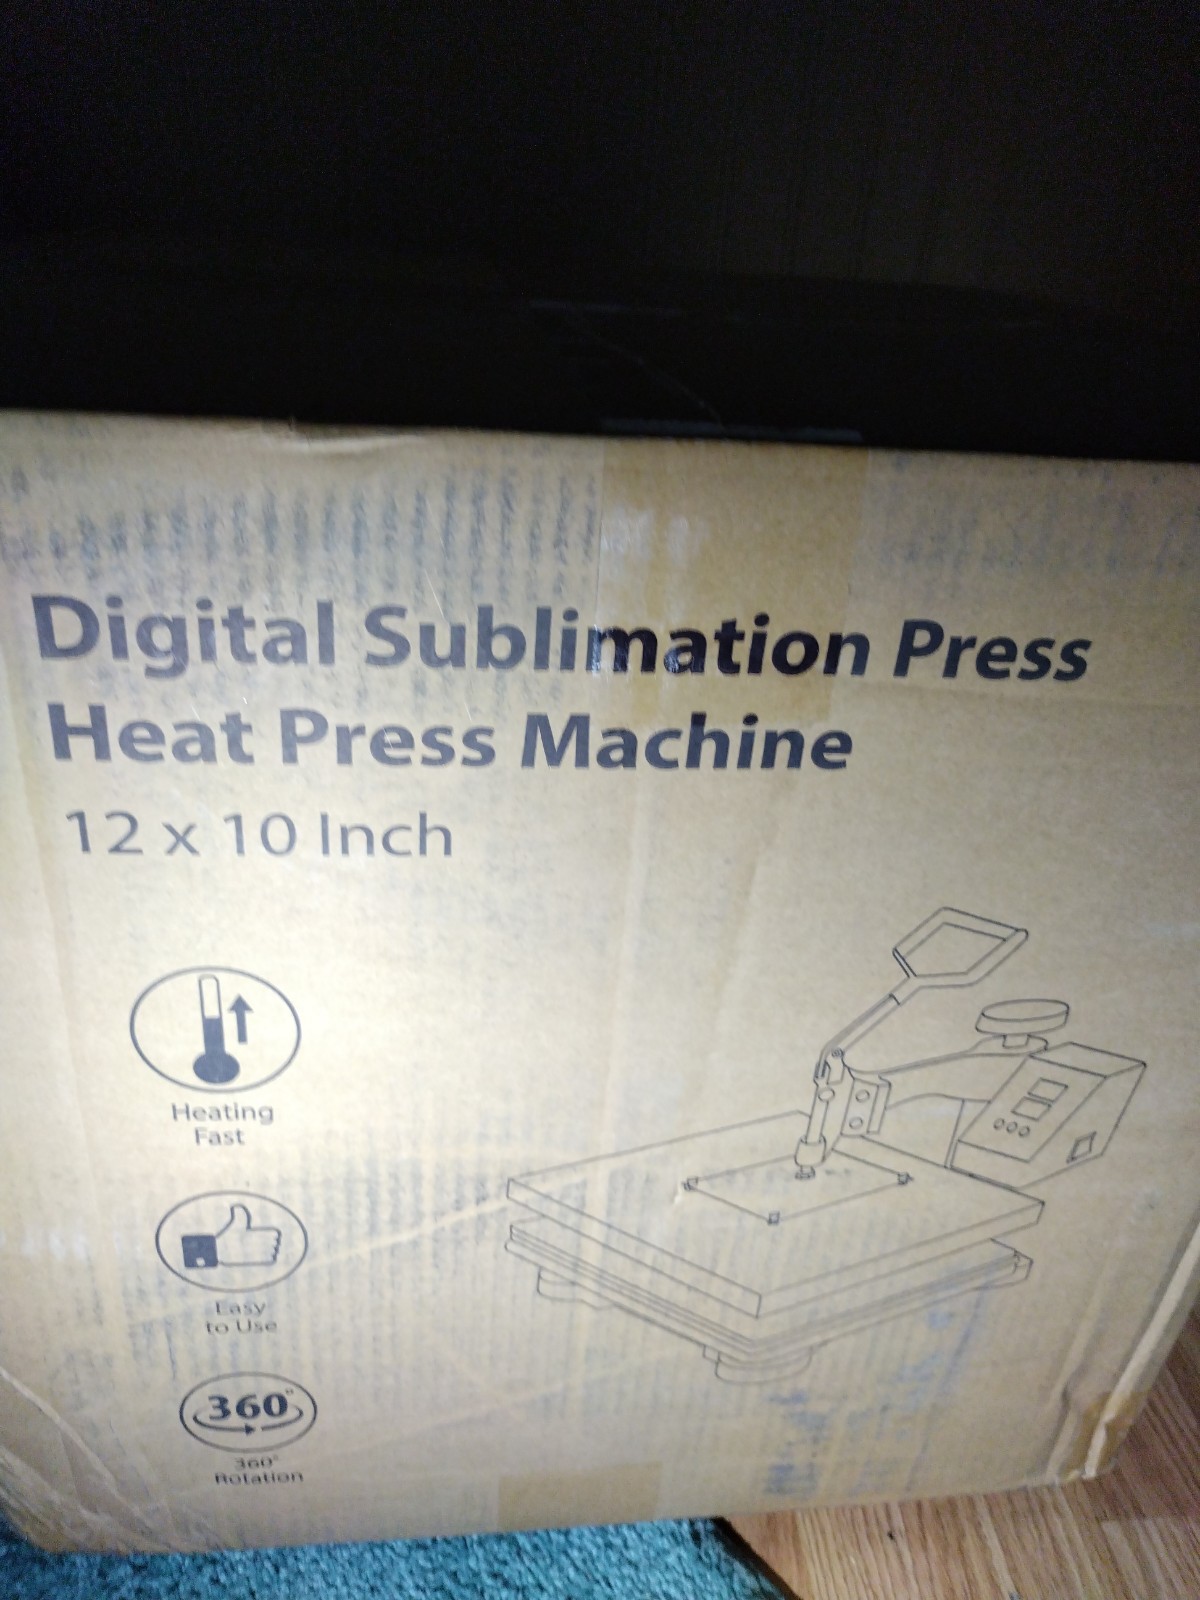 Digital Sublimation Press
Heat Press Machine
12 x 10 Inch
Heating
Fast
Easy
to Use
360°
360°
Rotation